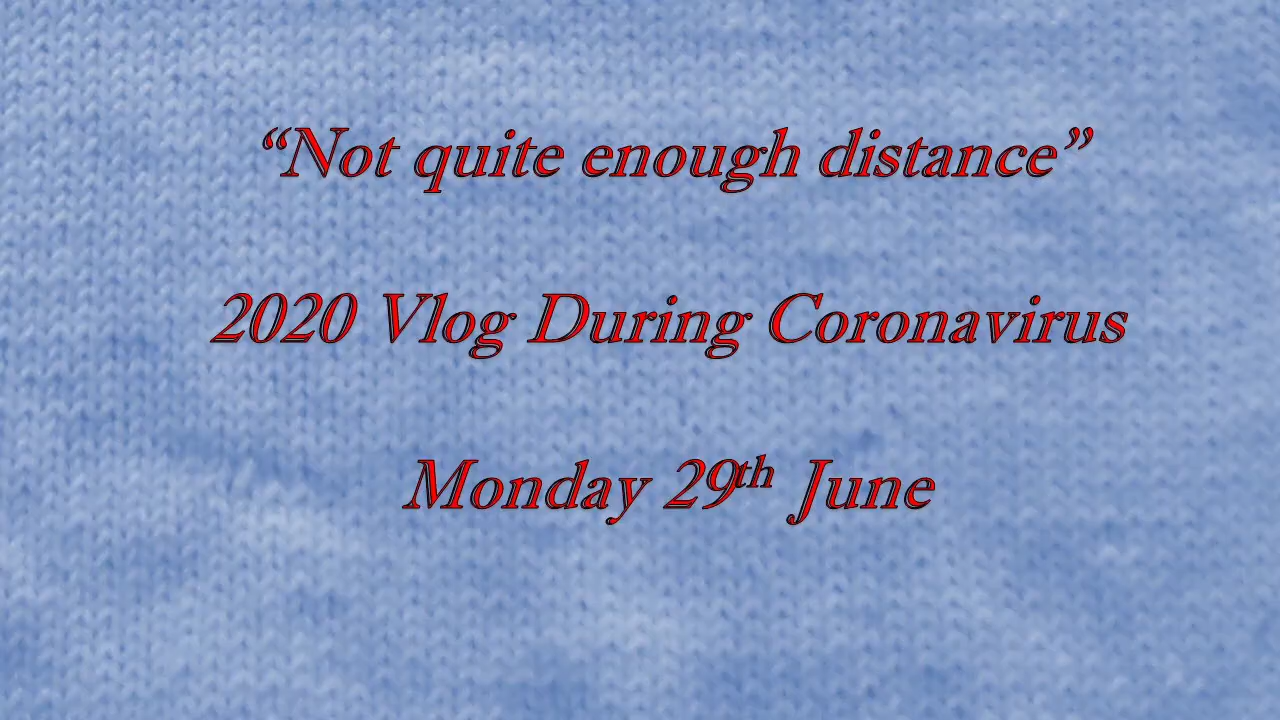 “Not quite enough distance”
2020 Vlog During Coronavirus
Monday 29th June